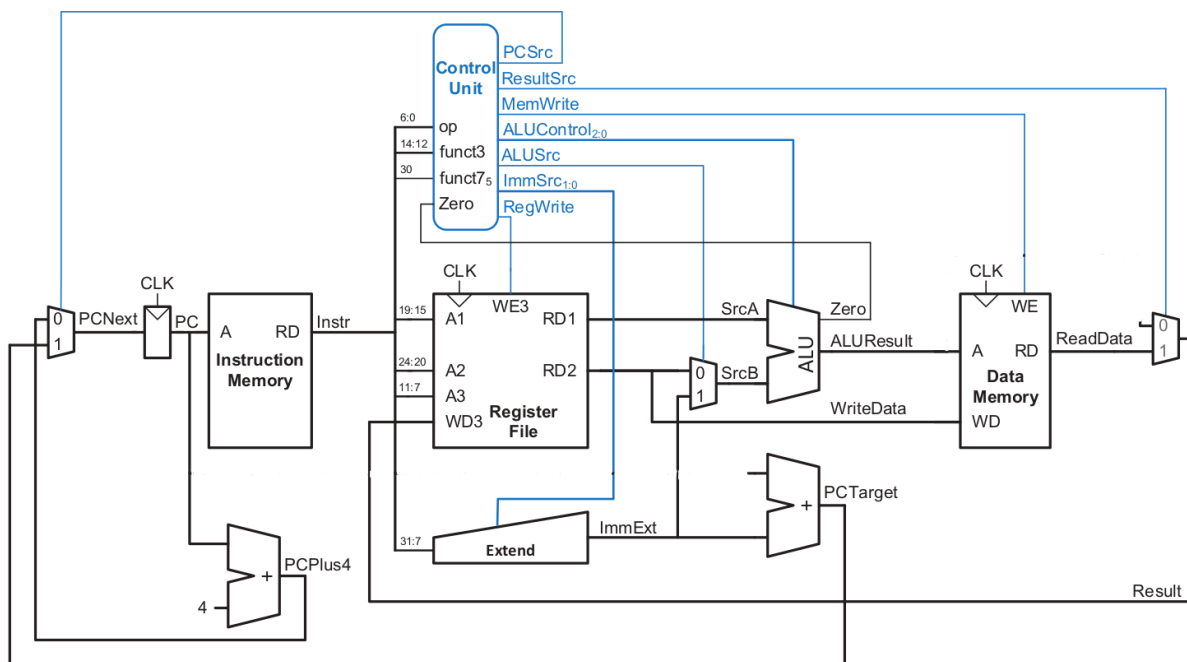 PCSrc
Control
Unit
ResultSrc
MemWrite
6:0
op
ALUControl2:0
14:12
funct3
ALUSrc
30
funct75
ImmSrc1:0
Zero
RegWrite
CLK
CLK
CLK
0
1
PCNext
PC
A
RD
Instruction
Memory
Instr
19:15
A1
WE3
RD1
24:20
A2
RD2
11:7
A3
WD3
Register
File
SrcA
0
1
SrcB
ALU
Zero
ALUResult
WriteData
WE
A
RD
Data
Memory
WD
ReadData
0
1
31:7
Extend
ImmExt
+
PCTarget
4
+
PCPlus4
Result